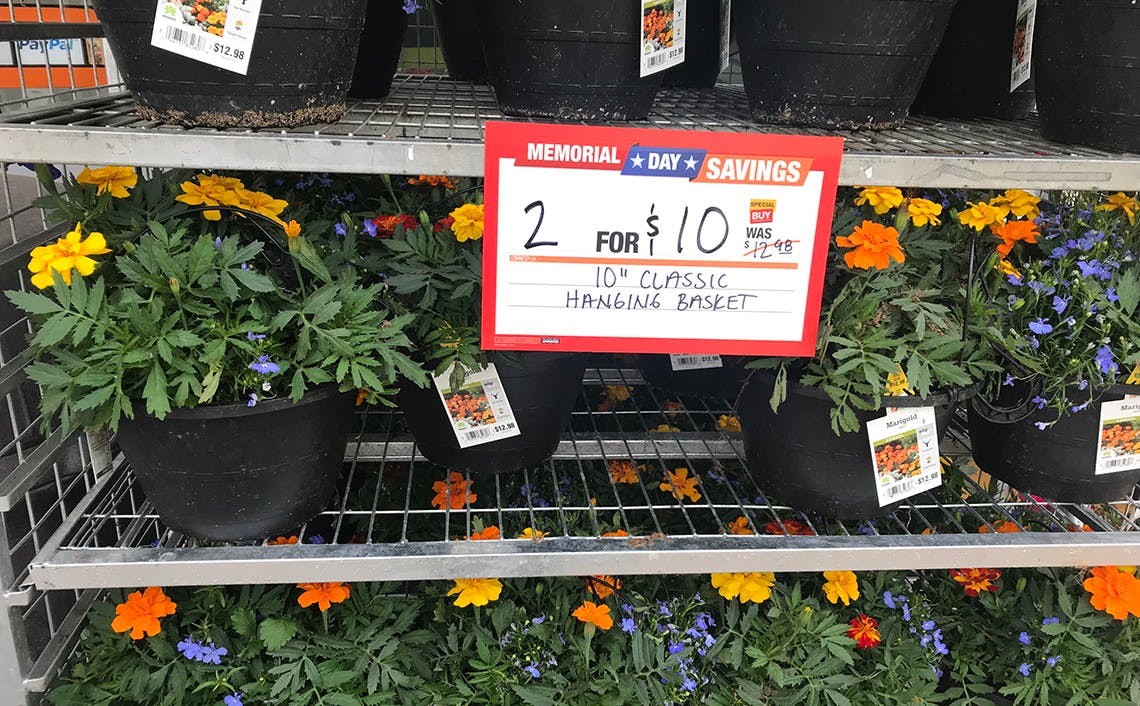 PayPal
$12.98
$12.98
MEMORIAL ★ DAY ★ SAVINGS
2 FOR $10
SPECIAL
BUY
WAS
$12.98
10" CLASSIC
HANGING BASKET
$12.98
$12.98
Marigold
$12.98